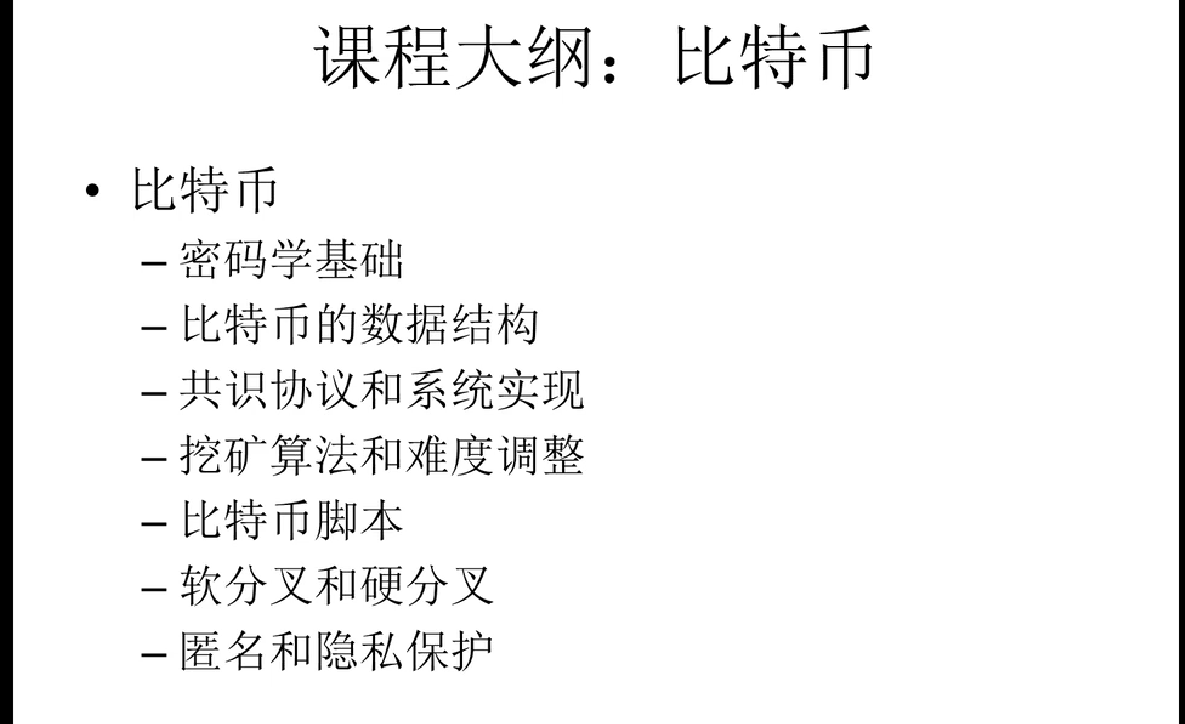 课程大纲：比特币
• 比特币
– 密码学基础
– 比特币的数据结构
– 共识协议和系统实现
– 挖矿算法和难度调整
– 比特币脚本
– 软分叉和硬分叉
– 匿名和隐私保护